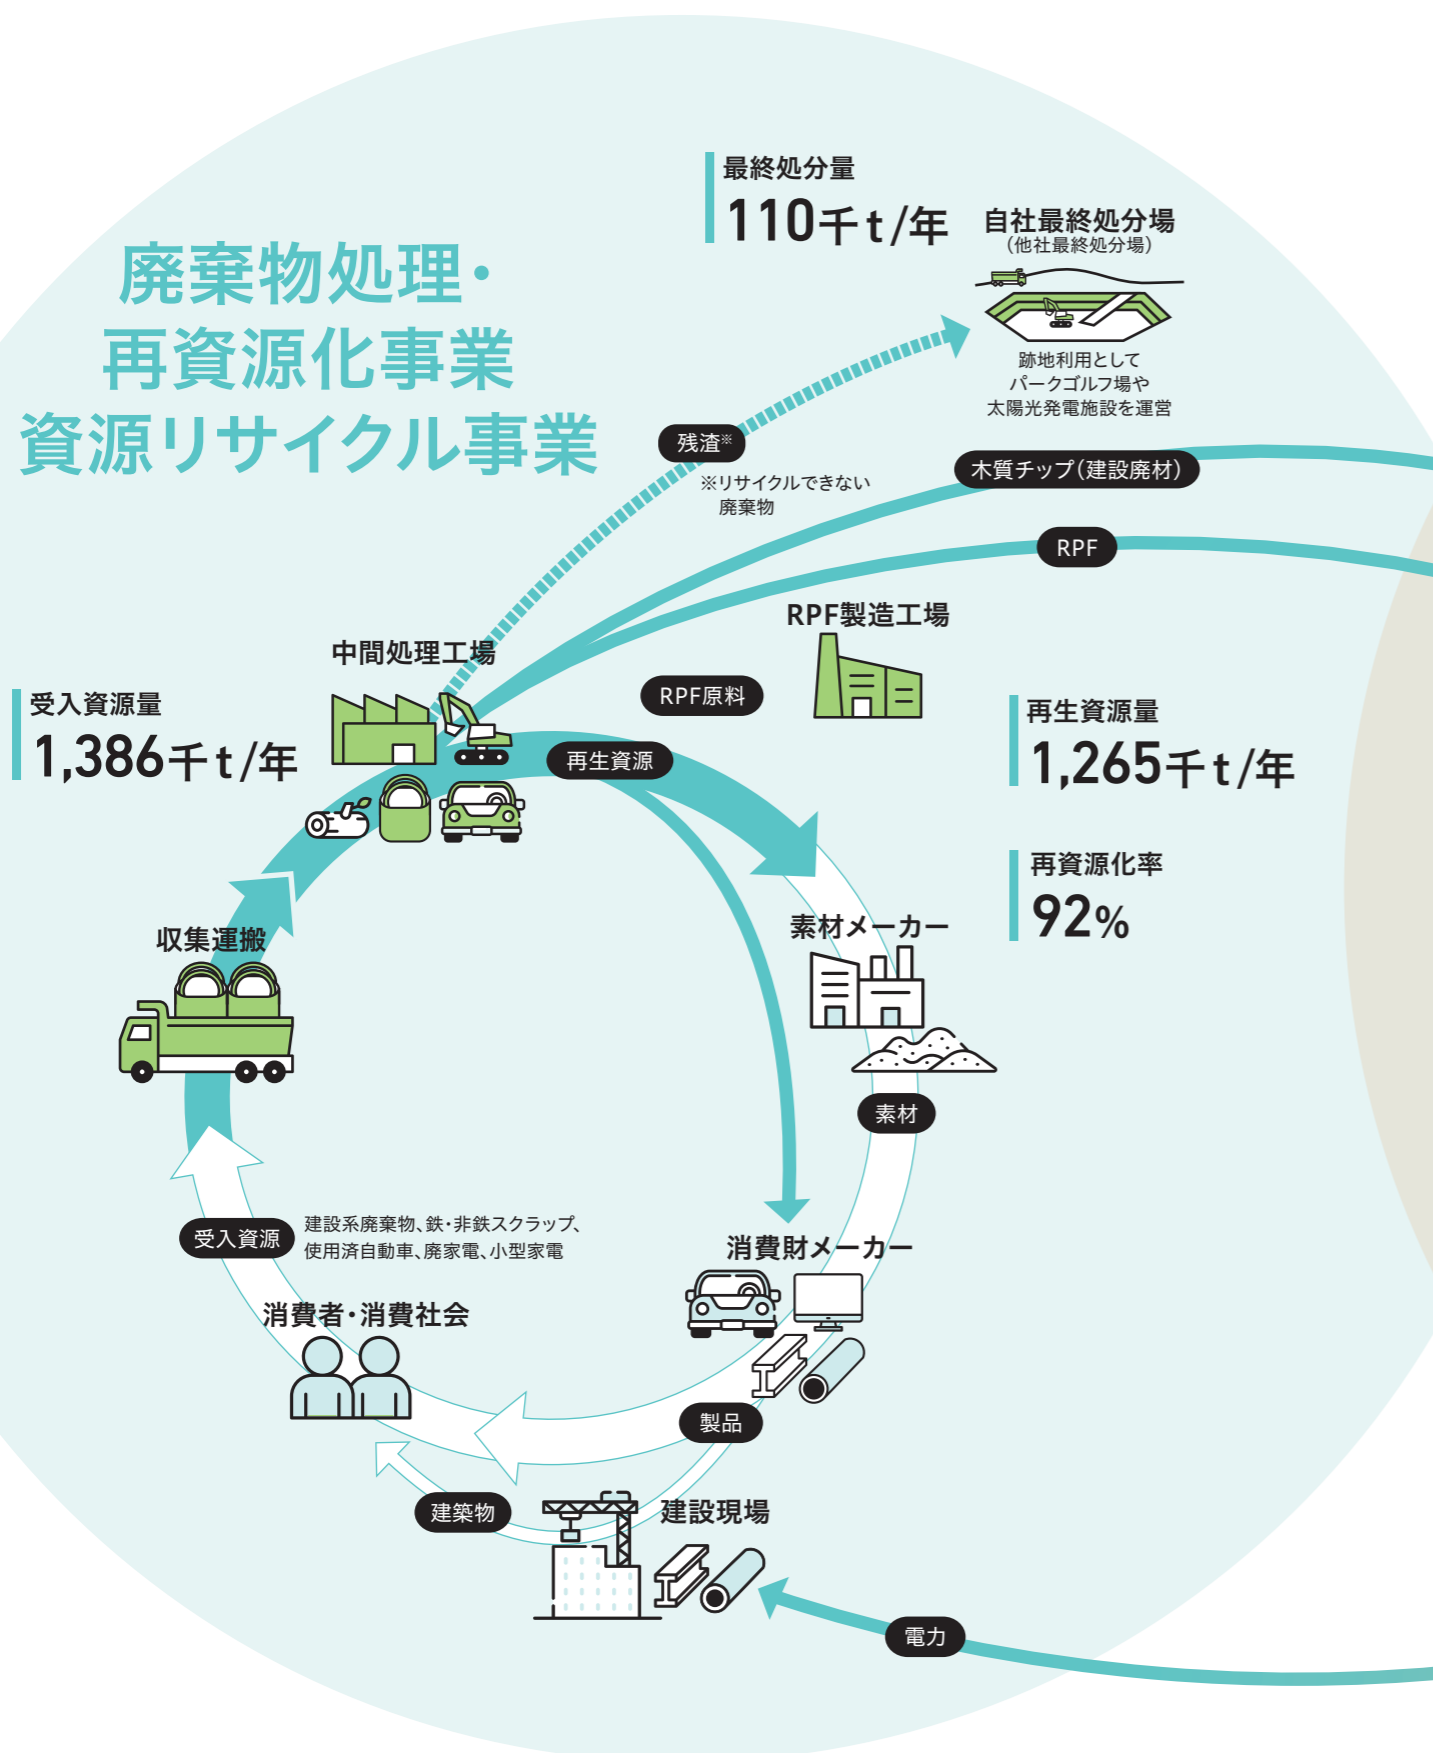 廃棄物処理・
再資源化事業
資源リサイクル事業
最終処分量
110千t/年
自社最終処分場
（他社最終処分場）
跡地利用として
パークゴルフ場や
太陽光発電施設を運営
残渣※
※リサイクルできない
廃棄物
木質チップ（建設廃材）
RPF
RPF製造工場
中間処理工場
RPF原料
受入資源量
1,386千t/年
再生資源
再生資源量
1,265千t/年
再資源化率
92%
収集運搬
素材メーカー
素材
受入資源
建設系廃棄物、鉄・非鉄スクラップ、
使用済自動車、廃家電、小型家電
消費財メーカー
消費者・消費社会
製品
建築物
建設現場
電力